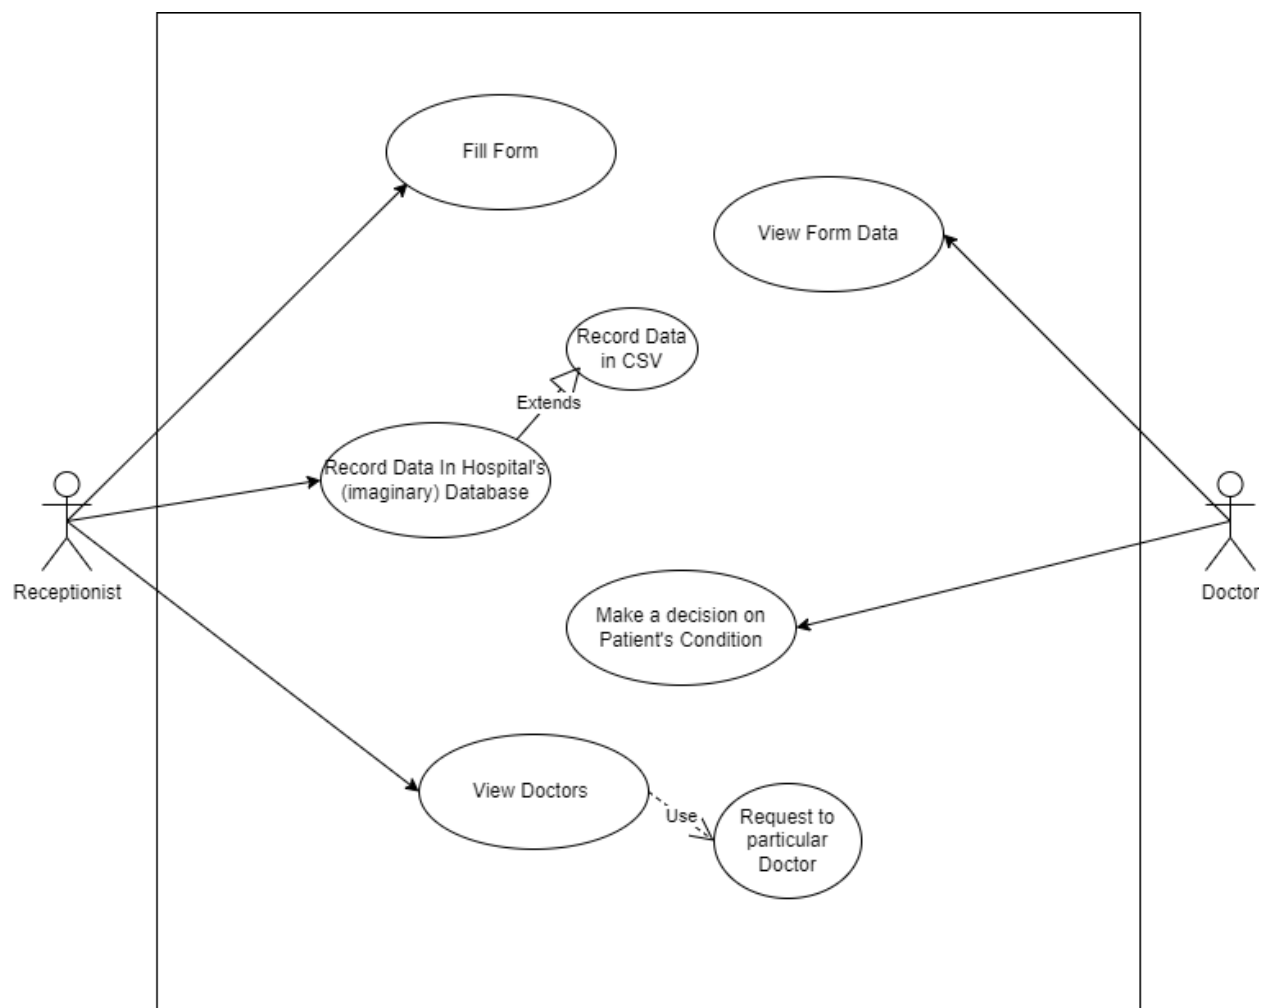 Fill Form
View Form Data
Record Data
in CSV
Extends
Record Data In Hospital's
(imaginary) Database
Receptionist
Doctor
Make a decision on
Patient's Condition
View Doctors
Use
Request to
particular
Doctor